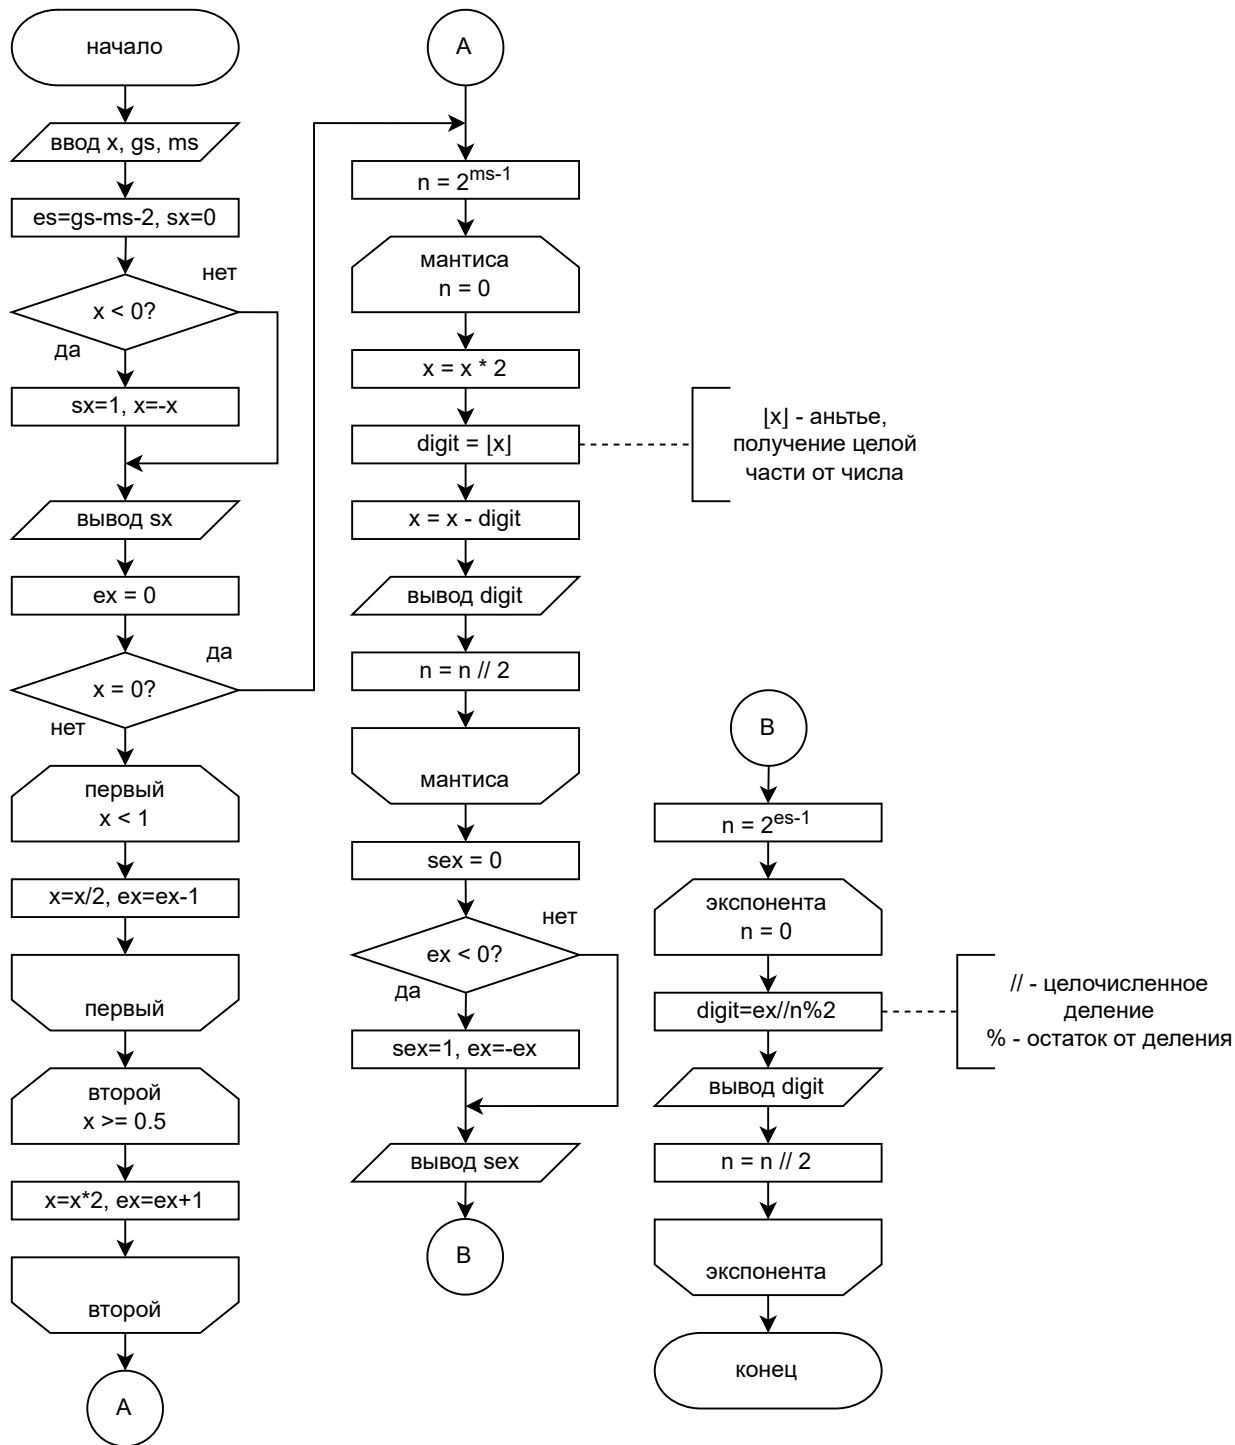 начало
ввод x, gs, ms
es=gs-ms-2, sx=0
нет
x < 0?
да
sx=1, x=-x
вывод sx
ex = 0
да
x = 0?
нет
первый
x < 1
x=x/2, ex=ex-1
первый
второй
x >= 0.5
x=x*2, ex=ex+1
второй
A
A
n = 2^ms-1
мантиса
n = 0
x = x * 2
digit = ⌊x⌋
⌊x⌋ - аньтье,
получение целой
части от числа
x = x - digit
вывод digit
n = n // 2
мантиса
sex = 0
нет
ex < 0?
да
sex=1, ex=-ex
вывод sex
B
B
n = 2^es-1
экспонента
n = 0
digit=ex//n%2
// - целочисленное
деление
% - остаток от деления
вывод digit
n = n // 2
экспонента
конец